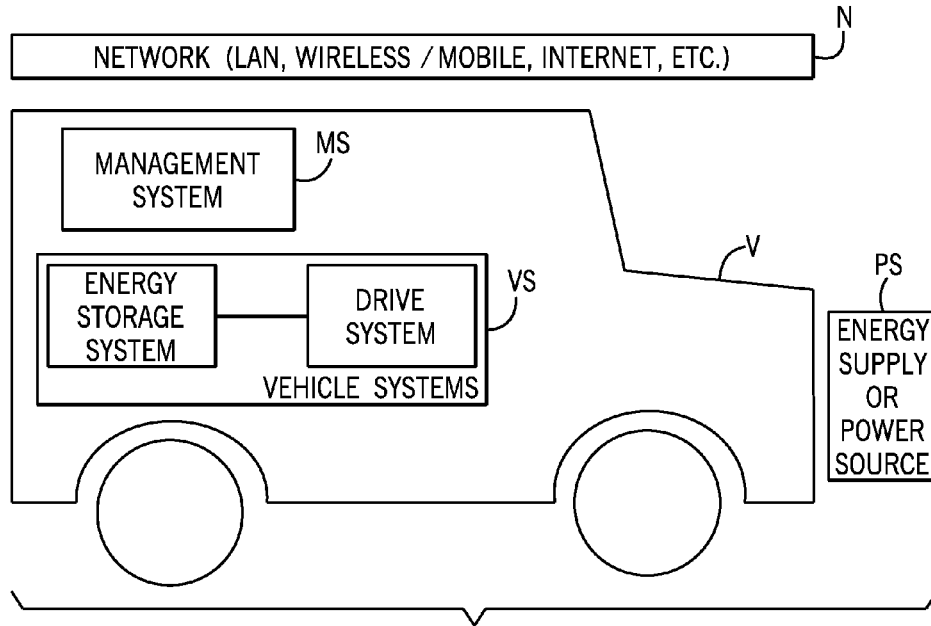 N
NETWORK (LAN, WIRELESS / MOBILE, INTERNET, ETC.)
MS
MANAGEMENT
SYSTEM
V
PS
VS
ENERGY
STORAGE
SYSTEM
DRIVE
SYSTEM
VEHICLE SYSTEMS
ENERGY
SUPPLY
OR
POWER
SOURCE